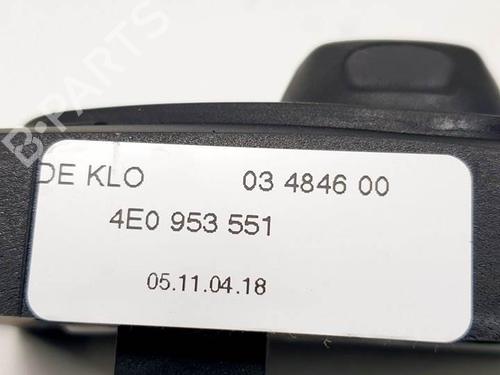 B-PARTS
DE KLO 03 4846 00
4E0 953 551
05.11.04.18